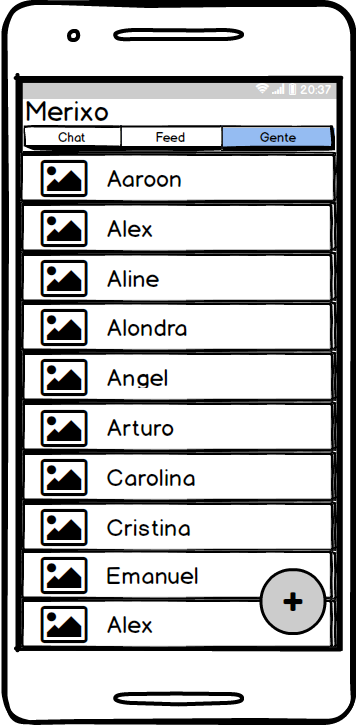 20:37
Merixo
Chat Feed Gente
Aaroon
Alex
Aline
Alondra
Angel
Arturo
Carolina
Cristina
Emanuel
+
Alex